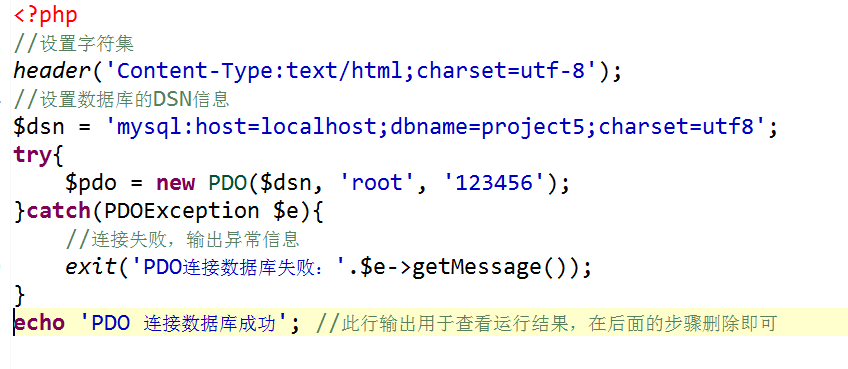 <?php
//设置字符集
header('Content-Type:text/html;charset=utf-8');
//设置数据库的DSN信息
$dsn = 'mysql:host=localhost;dbname=project5;charset=utf8';
try{
    $pdo = new PDO($dsn, 'root', '123456');
}catch(PDOException $e){
    //连接失败，输出异常信息
    exit('PDO连接数据库失败：'.$e->getMessage());
}
echo 'PDO 连接数据库成功'; //此行输出用于查看运行结果，在后面的步骤删除即可